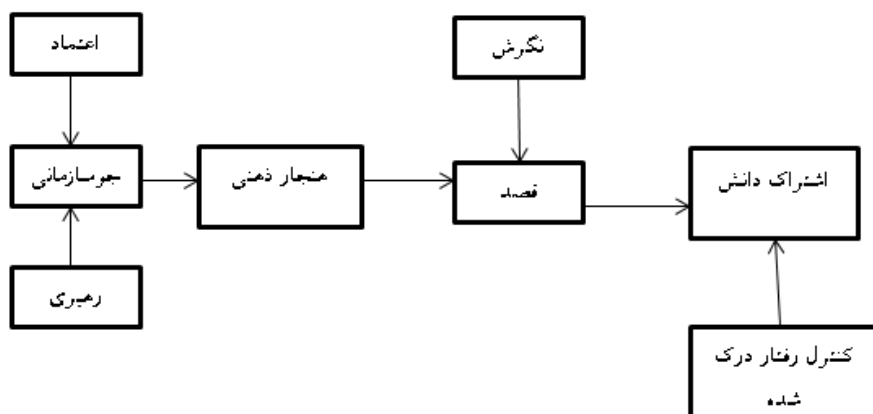 اعتماد
نگرش
جوسازمانی
هنجار ذهنی
قصد
اشتراک دانش
رهبری
کنترل رفتار درک
شده